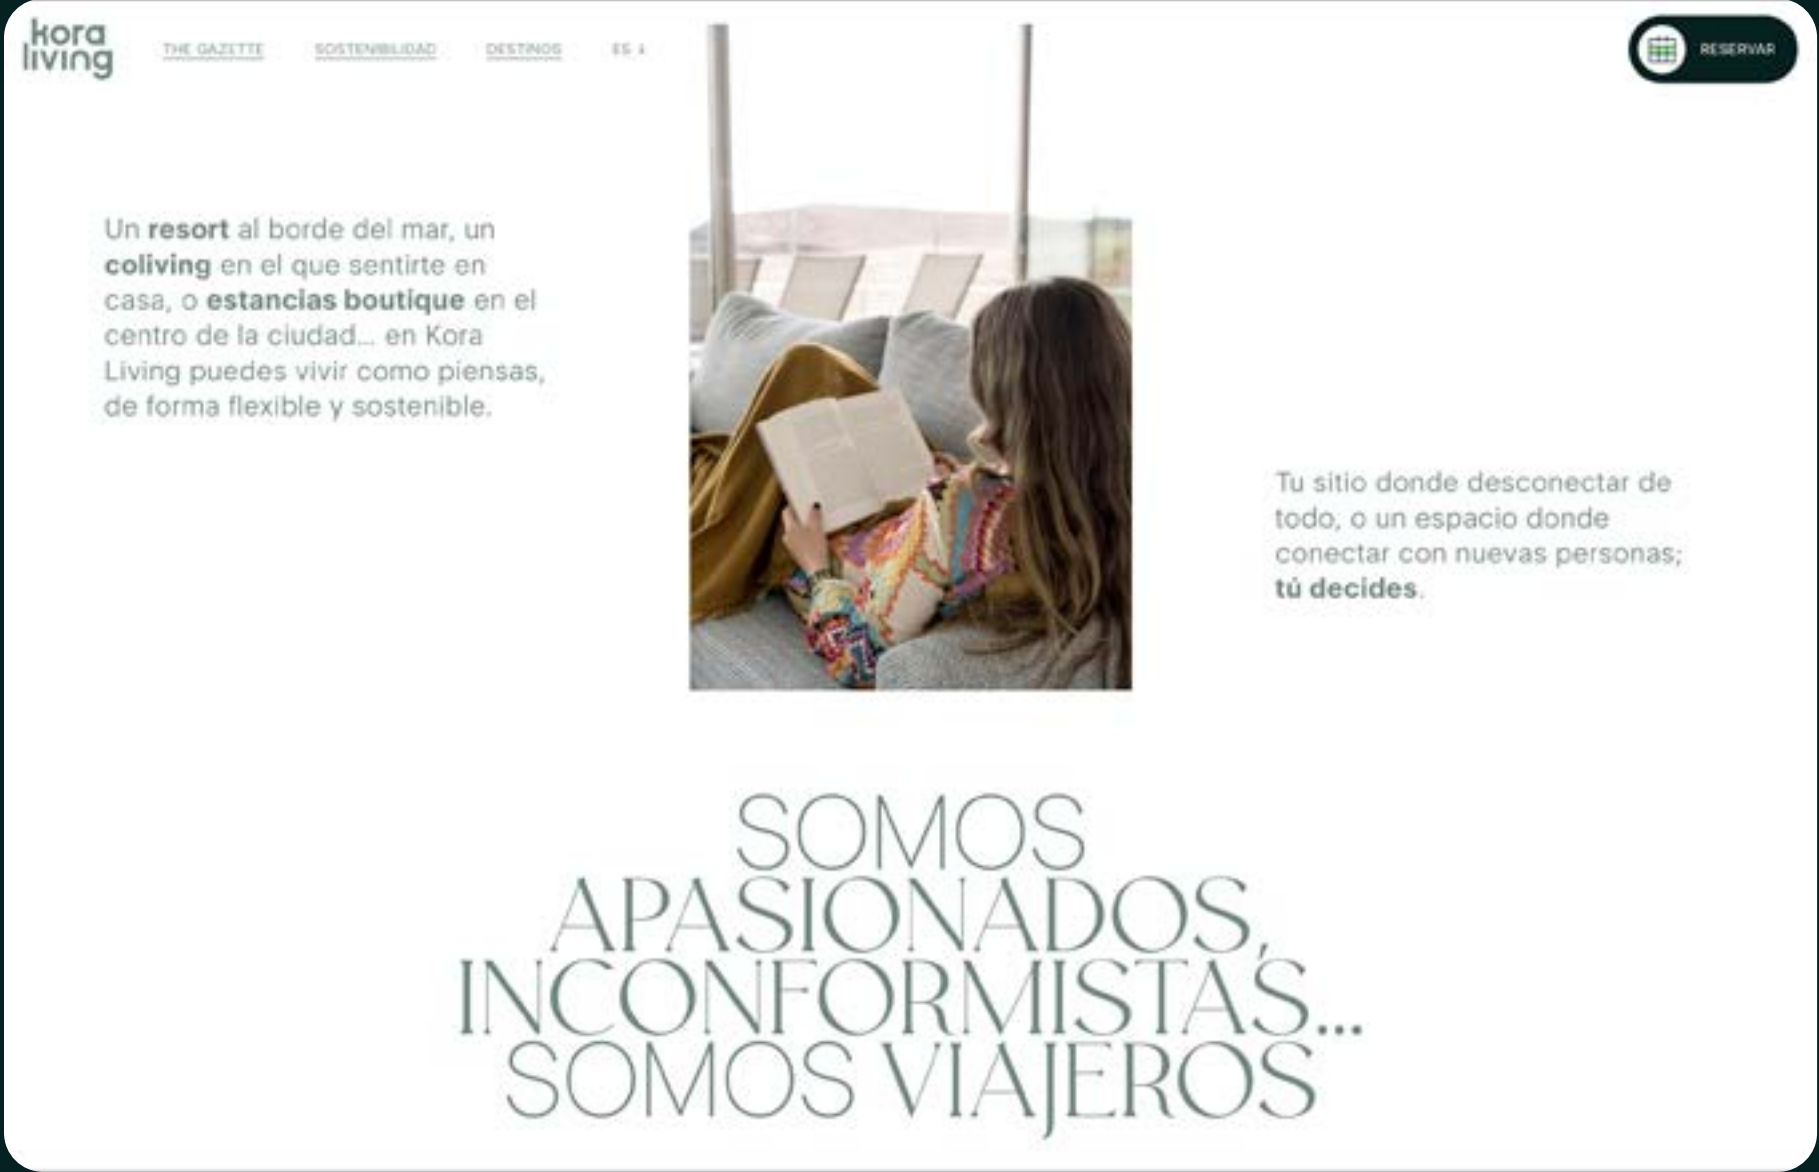 kora
living
THE GAZETTE SOSTENIBILIDAD DESTINOS ES ↓
RESERVAR
Un resort al borde del mar, un
coliving en el que sentirte en
casa, o estancias boutique en el
centro de la ciudad... en Kora
Living puedes vivir como piensas,
de forma flexible y sostenible.
Tu sitio donde desconectar de
todo, o un espacio donde
conectar con nuevas personas;
tú decides.
SOMOS
APASIONADOS,
INCONFORMISTAS...
SOMOS VIAJEROS